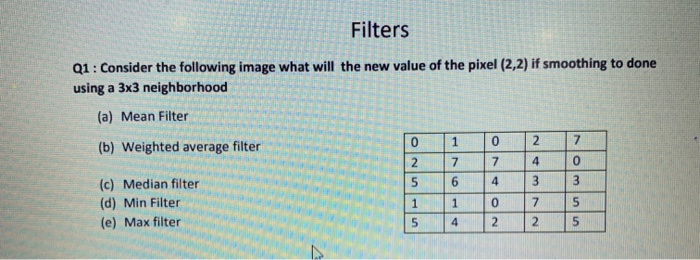 Filters
Q1 : Consider the following image what will the new value of the pixel (2,2) if smoothing to done
using a 3x3 neighborhood
(a) Mean Filter
(b) Weighted average filter
(c) Median filter
(d) Min Filter
(e) Max filter
0 1 0 2 7
2 7 7 4 0
5 6 4 3 3
1 1 0 7 5
5 4 2 2 5